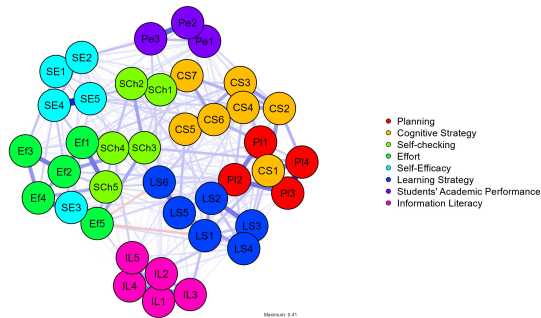 Pe2
Pe3
Pe1
SE2
SE1
SCh2
SCh1
CS7
CS3
SE4
SE5
CS4
CS2
CS6
CS5
Ef1
Ef3
SCh4
SCh3
PI1
PI4
Ef2
CS1
SCh5
LS6
PI2
PI3
Ef4
SE3
LS2
LS5
Ef5
LS3
LS1
LS4
IL5
IL2
IL4
IL1
IL3
Planning
Cognitive Strategy
Self-checking
Effort
Self-Efficacy
Learning Strategy
Students' Academic Performance
Information Literacy
Maximum: 0.41